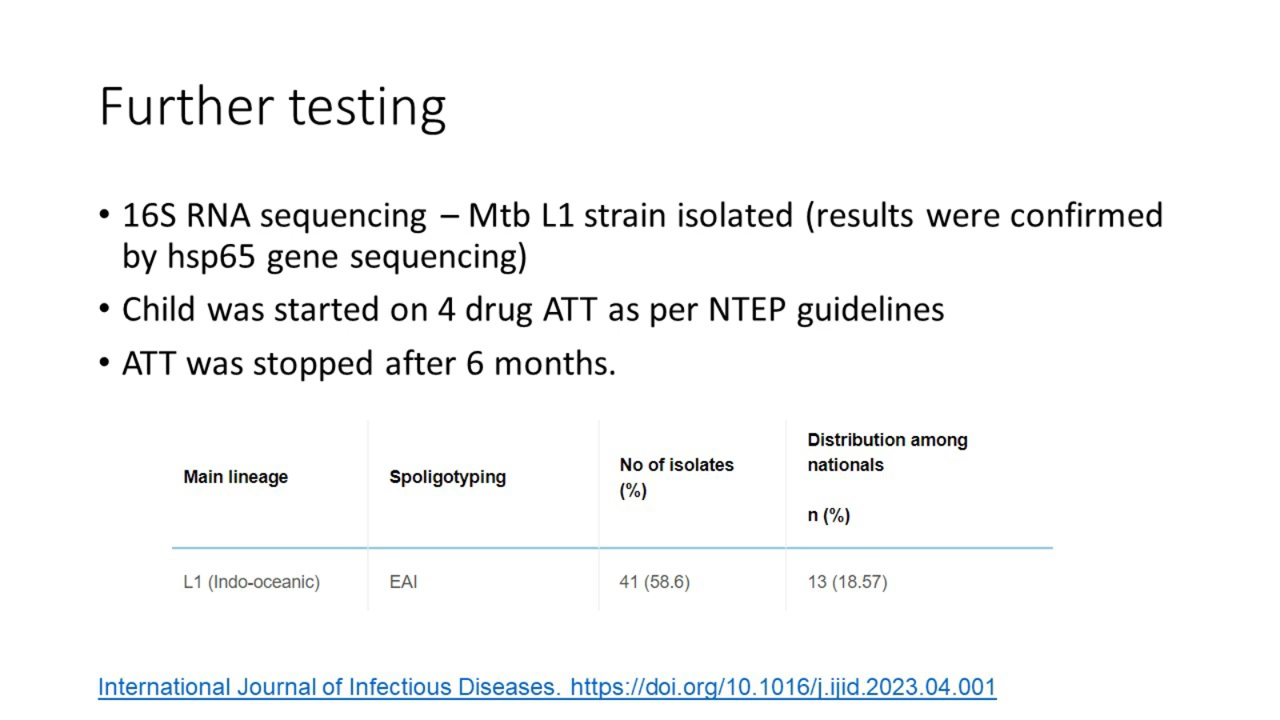 Further testing
• 16S RNA sequencing – Mtb L1 strain isolated (results were confirmed
by hsp65 gene sequencing)
• Child was started on 4 drug ATT as per NTEP guidelines
• ATT was stopped after 6 months.
Main lineage
Spoligotyping
No of isolates
(%)
Distribution among
nationals
n (%)
L1 (Indo-oceanic)
EAI
41 (58.6)
13 (18.57)
International Journal of Infectious Diseases. https://doi.org/10.1016/j.ijid.2023.04.001